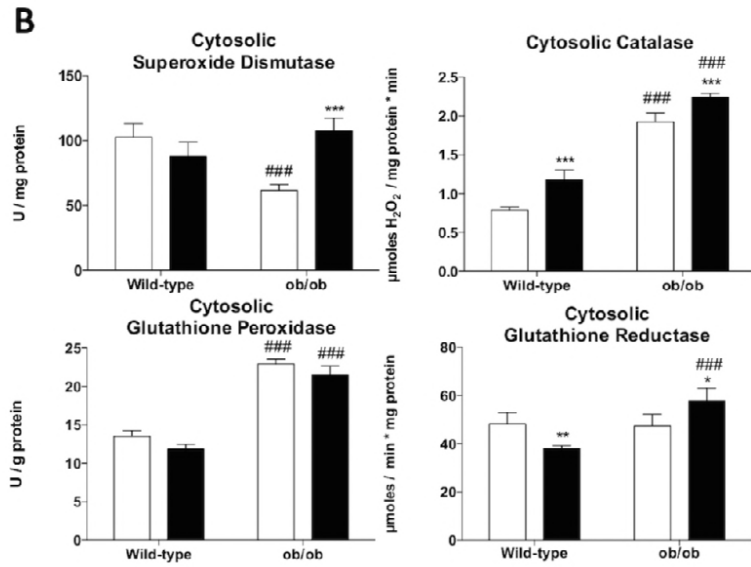 B
Cytosolic
Superoxide Dismutase
U / mg protein
150
100
50
0
***
###
Wild-type
ob/ob
Cytosolic Catalase
µmoles H₂O₂ / mg protein * min
2.5
2.0
1.5
1.0
0.5
0.0
***
###
###
***
Wild-type
ob/ob
Cytosolic
Glutathione Peroxidase
U / g protein
25
20
15
10
5
0
###
###
Wild-type
ob/ob
Cytosolic
Glutathione Reductase
µmoles / min * mg protein
80
60
40
20
0
**
###
*
Wild-type
ob/ob